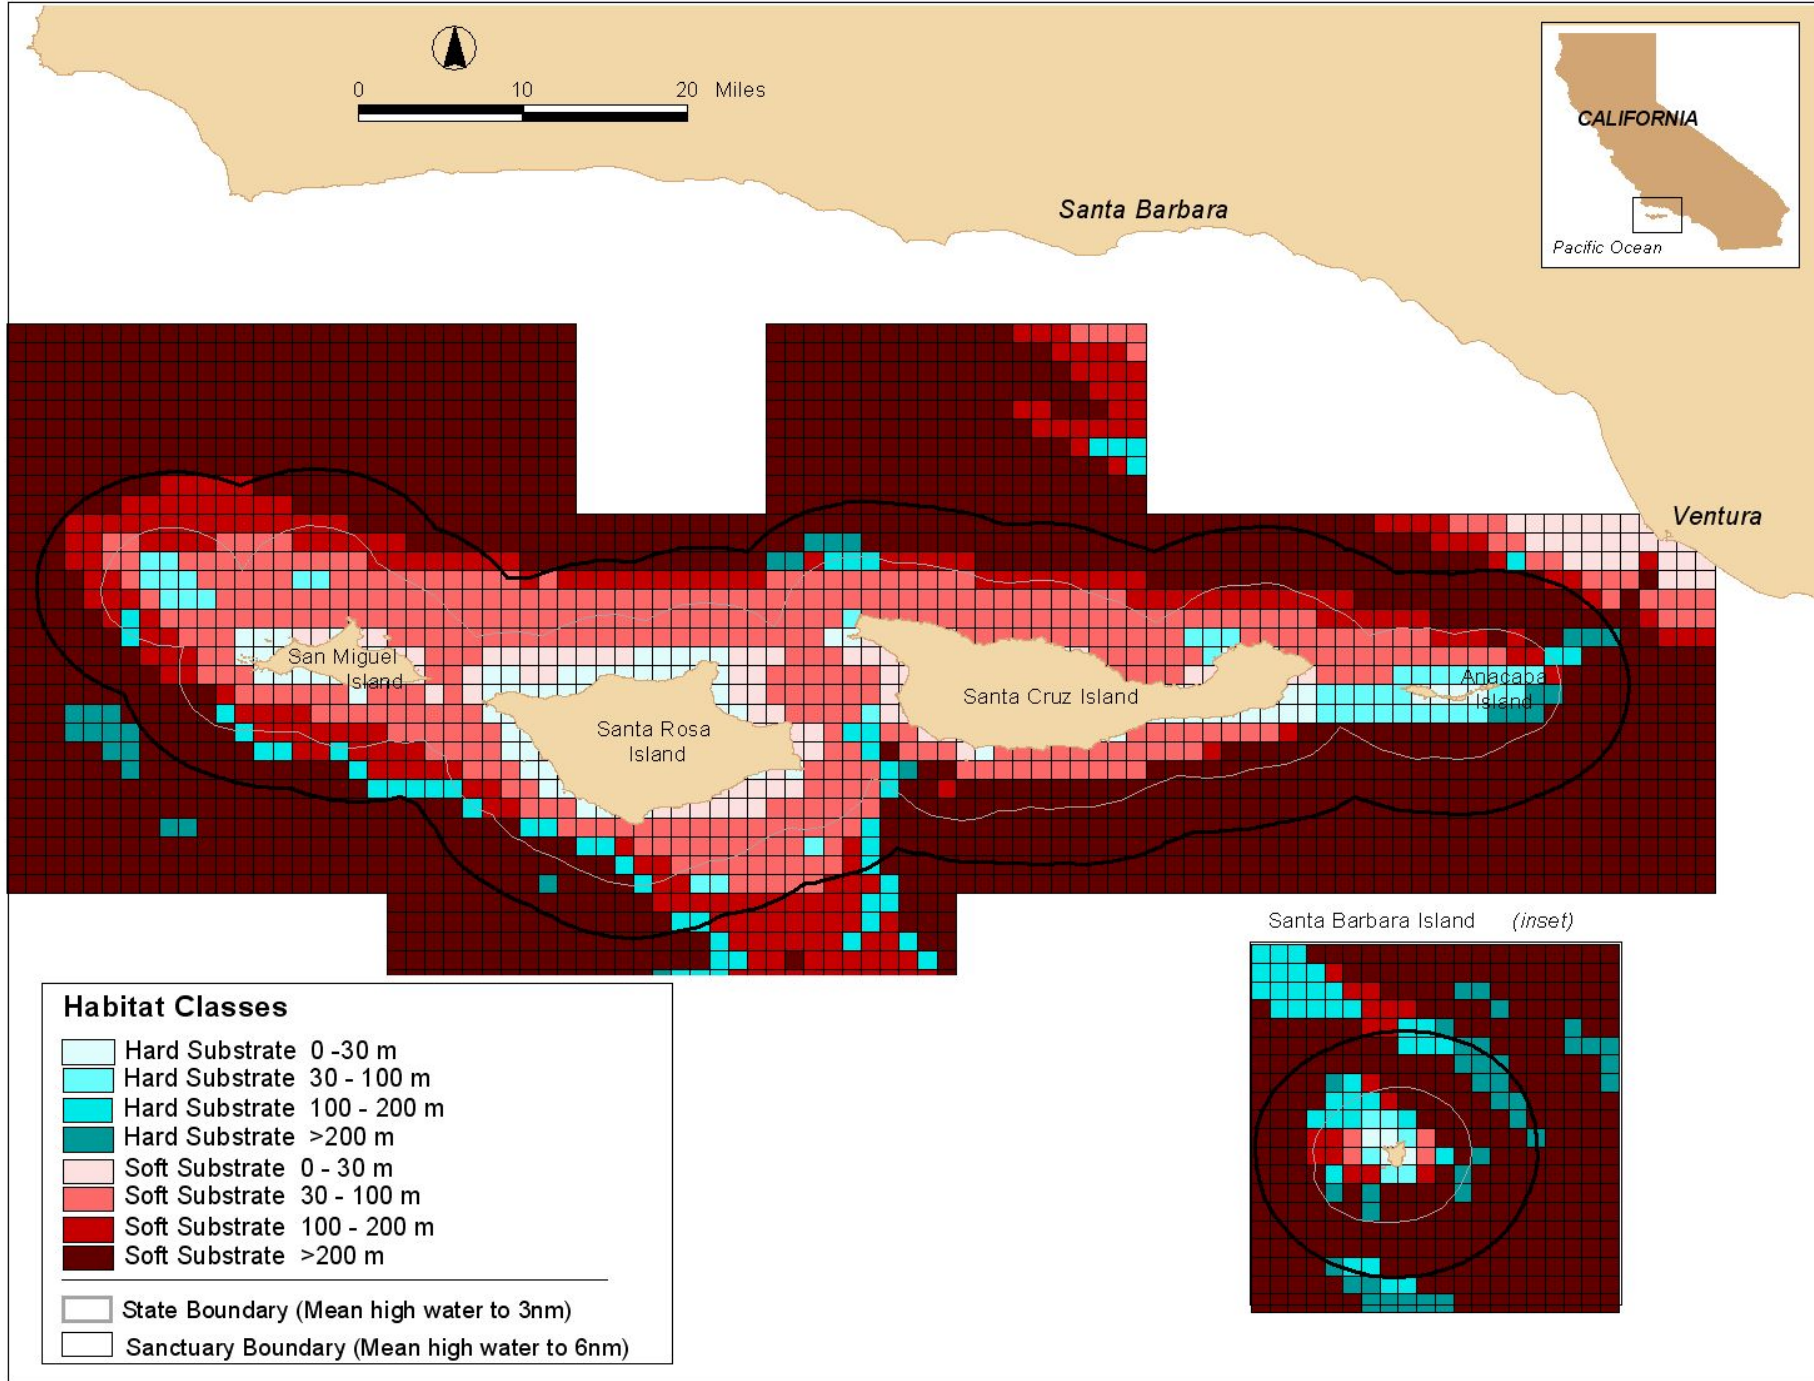 0 10 20 Miles
CALIFORNIA
Santa Barbara
Pacific Ocean
Ventura
San Miguel
Island
Santa Rosa
Island
Santa Cruz Island
Anacaba
Island
Santa Barbara Island (inset)
Habitat Classes
Hard Substrate 0 -30 m
Hard Substrate 30 - 100 m
Hard Substrate 100 - 200 m
Hard Substrate >200 m
Soft Substrate 0 - 30 m
Soft Substrate 30 - 100 m
Soft Substrate 100 - 200 m
Soft Substrate >200 m
State Boundary (Mean high water to 3nm)
Sanctuary Boundary (Mean high water to 6nm)